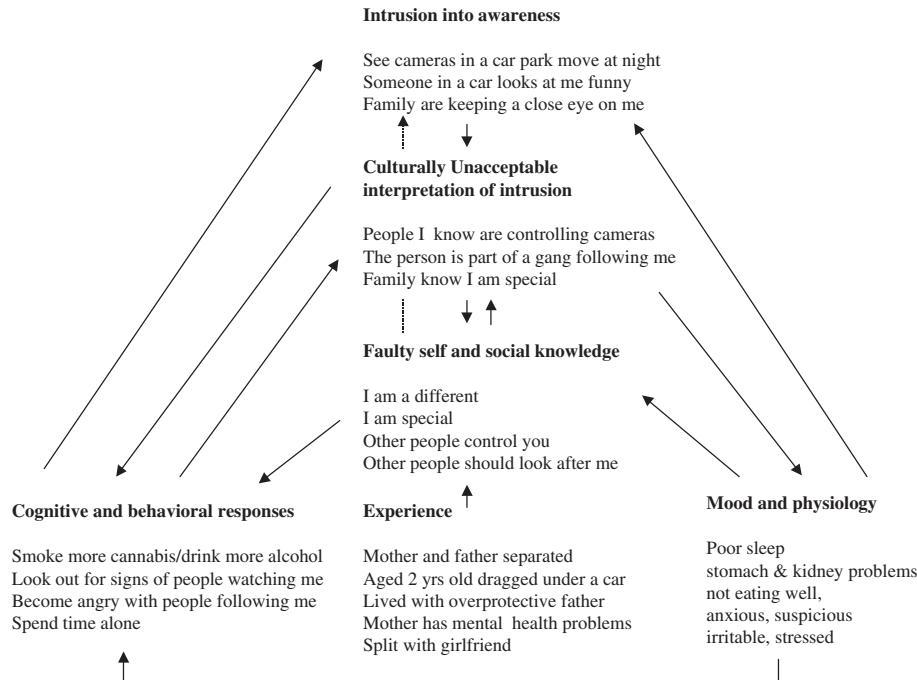 Intrusion into awareness
See cameras in a car park move at night
Someone in a car looks at me funny
Family are keeping a close eye on me
Culturally Unacceptable
interpretation of intrusion
People I know are controlling cameras
The person is part of a gang following me
Family know I am special
Faulty self and social knowledge
I am a different
I am special
Other people control you
Other people should look after me
Cognitive and behavioral responses
Smoke more cannabis/drink more alcohol
Look out for signs of people watching me
Become angry with people following me
Spend time alone
Experience
Mother and father separated
Aged 2 yrs old dragged under a car
Lived with overprotective father
Mother has mental health problems
Split with girlfriend
Mood and physiology
Poor sleep
stomach & kidney problems
not eating well,
anxious, suspicious
irritable, stressed